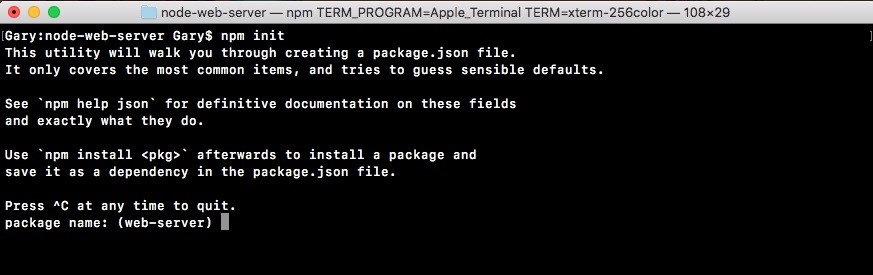 node-web-server — npm TERM_PROGRAM=Apple_Terminal TERM=xterm-256color — 108×29
[Gary:node-web-server Gary$ npm init ]
This utility will walk you through creating a package.json file.
It only covers the most common items, and tries to guess sensible defaults.
See `npm help json` for definitive documentation on these fields
and exactly what they do.
Use `npm install <pkg>` afterwards to install a package and
save it as a dependency in the package.json file.
Press ^C at any time to quit.
package name: (web-server)